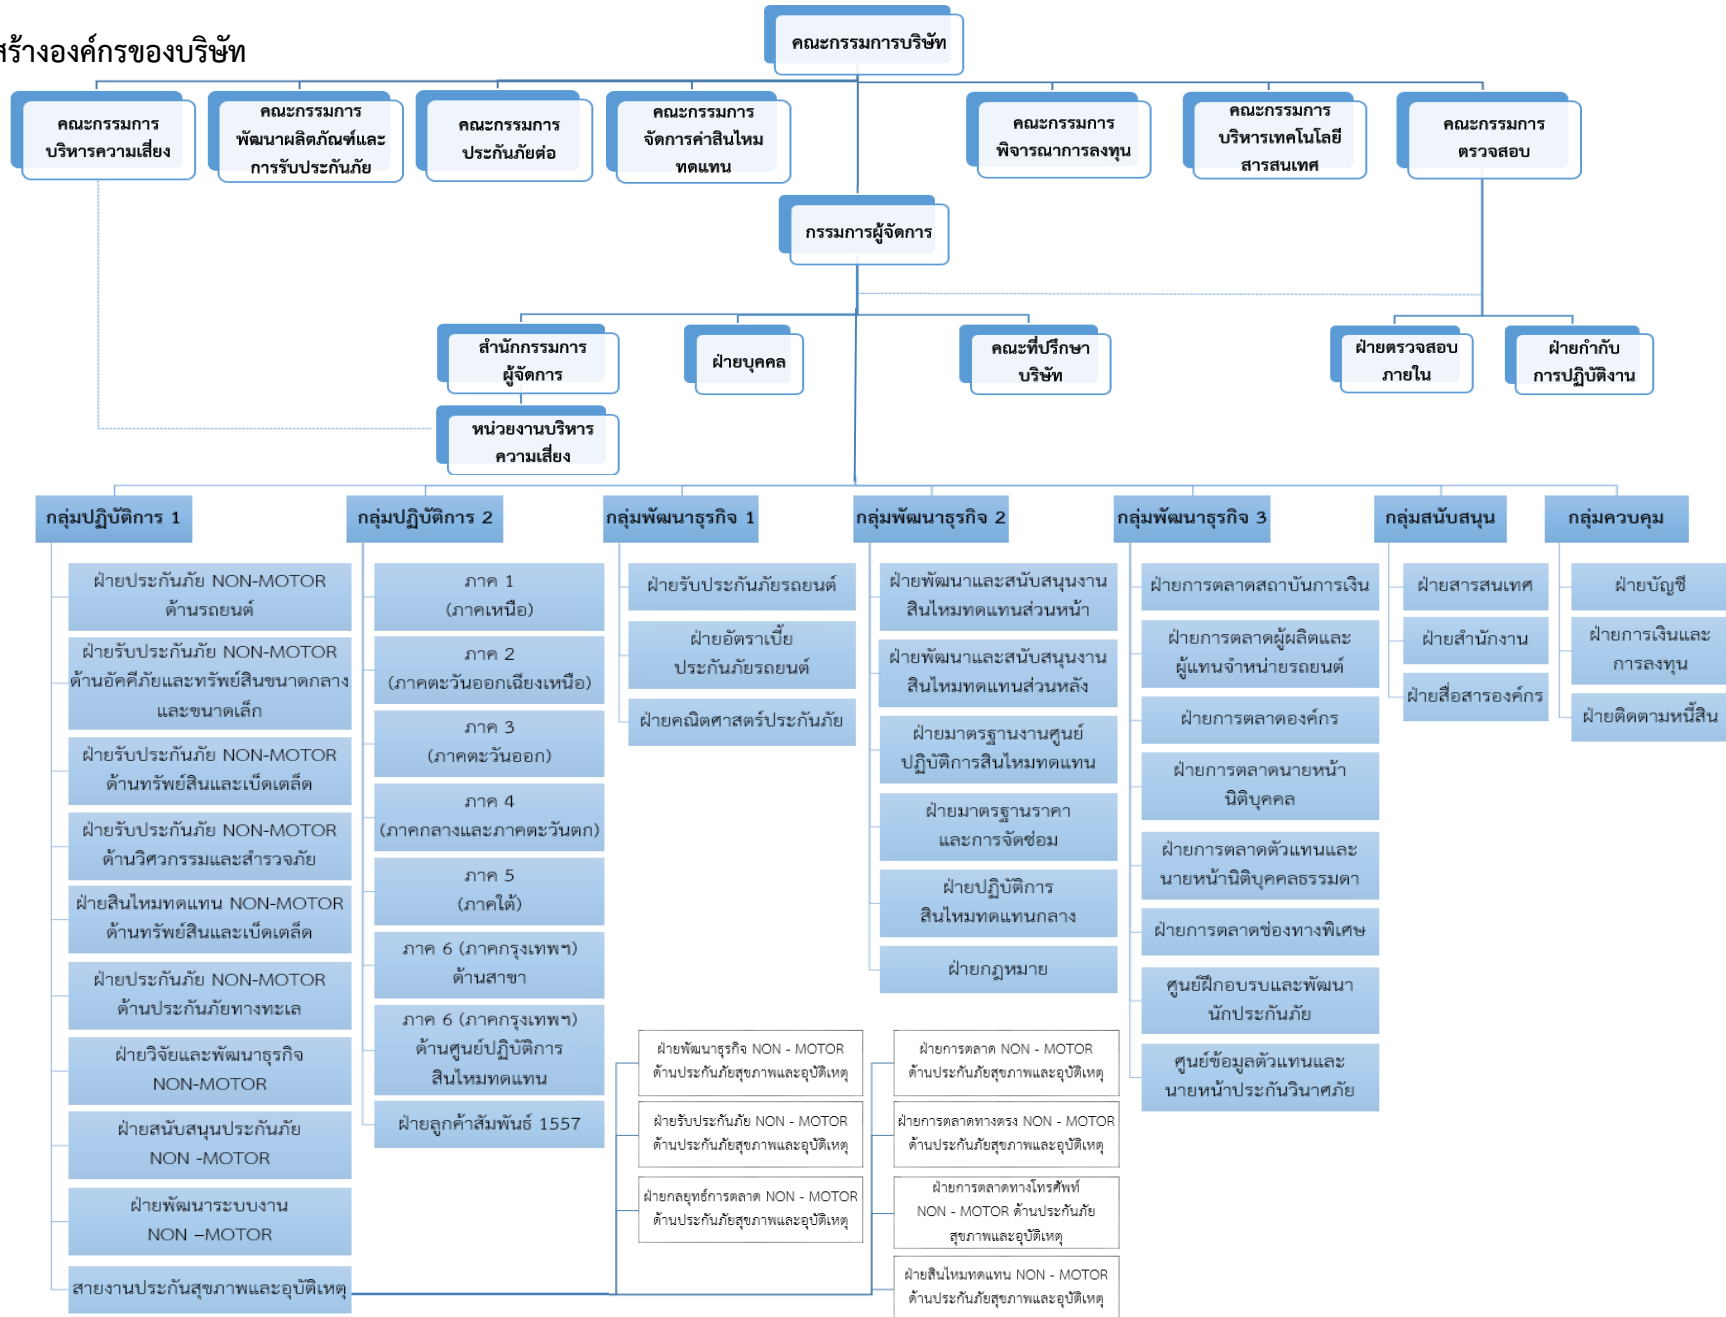 สร้างองค์กรของบริษัท
คณะกรรมการบริษัท
คณะกรรมการ
บริหารความเสี่ยง
คณะกรรมการ
พัฒนาผลิตภัณฑ์และ
การรับประกันภัย
คณะกรรมการ
ประกันภัยต่อ
คณะกรรมการ
จัดการค่าสินไหม
ทดแทน
คณะกรรมการ
พิจารณาการลงทุน
คณะกรรมการ
บริหารเทคโนโลยี
สารสนเทศ
คณะกรรมการ
ตรวจสอบ
กรรมการผู้จัดการ
สำนักกรรมการ
ผู้จัดการ
ฝ่ายบุคคล
คณะที่ปรึกษา
บริษัท
ฝ่ายตรวจสอบ
ภายใน
ฝ่ายกำกับ
การปฏิบัติงาน
หน่วยงานบริหาร
ความเสี่ยง
กลุ่มปฏิบัติการ 1
ฝ่ายประกันภัย NON-MOTOR
ด้านรถยนต์
ฝ่ายรับประกันภัย NON-MOTOR
ด้านอัคคีภัยและทรัพย์สินขนาดกลาง
และขนาดเล็ก
ฝ่ายรับประกันภัย NON-MOTOR
ด้านทรัพย์สินและเบ็ดเตล็ด
ฝ่ายรับประกันภัย NON-MOTOR
ด้านวิศวกรรมและสำรวจภัย
ฝ่ายสินไหมทดแทน NON-MOTOR
ด้านทรัพย์สินและเบ็ดเตล็ด
ฝ่ายประกันภัย NON-MOTOR
ด้านประกันภัยทางทะเล
ฝ่ายวิจัยและพัฒนาธุรกิจ
NON-MOTOR
ฝ่ายสนับสนุนประกันภัย
NON -MOTOR
ฝ่ายพัฒนาระบบงาน
NON –MOTOR
สายงานประกันสุขภาพและอุบัติเหตุ
กลุ่มปฏิบัติการ 2
ภาค 1
(ภาคเหนือ)
ภาค 2
(ภาคตะวันออกเฉียงเหนือ)
ภาค 3
(ภาคตะวันออก)
ภาค 4
(ภาคกลางและภาคตะวันตก)
ภาค 5
(ภาคใต้)
ภาค 6 (ภาคกรุงเทพฯ)
ด้านสาขา
ภาค 6 (ภาคกรุงเทพฯ)
ด้านศูนย์ปฏิบัติการ
สินไหมทดแทน
ฝ่ายลูกค้าสัมพันธ์ 1557
กลุ่มพัฒนาธุรกิจ 1
ฝ่ายรับประกันภัยรถยนต์
ฝ่ายอัตราเบี้ย
ประกันภัยรถยนต์
ฝ่ายคณิตศาสตร์ประกันภัย
กลุ่มพัฒนาธุรกิจ 2
ฝ่ายพัฒนาและสนับสนุนงาน
สินไหมทดแทนส่วนหน้า
ฝ่ายพัฒนาและสนับสนุนงาน
สินไหมทดแทนส่วนหลัง
ฝ่ายมาตรฐานงานศูนย์
ปฏิบัติการสินไหมทดแทน
ฝ่ายมาตรฐานราคา
และการจัดซ่อม
ฝ่ายปฏิบัติการ
สินไหมทดแทนกลาง
ฝ่ายกฎหมาย
กลุ่มพัฒนาธุรกิจ 3
ฝ่ายการตลาดสถาบันการเงิน
ฝ่ายการตลาดผู้ผลิตและ
ผู้แทนจำหน่ายรถยนต์
ฝ่ายการตลาดองค์กร
ฝ่ายการตลาดนายหน้า
นิติบุคคล
ฝ่ายการตลาดตัวแทนและ
นายหน้านิติบุคคลธรรมดา
ฝ่ายการตลาดช่องทางพิเศษ
ศูนย์ฝึกอบรบและพัฒนา
นักประกันภัย
ศูนย์ข้อมูลตัวแทนและ
นายหน้าประกันวินาศภัย
กลุ่มสนับสนุน
ฝ่ายสารสนเทศ
ฝ่ายสำนักงาน
ฝ่ายสื่อสารองค์กร
กลุ่มควบคุม
ฝ่ายบัญชี
ฝ่ายการเงินและ
การลงทุน
ฝ่ายติดตามหนี้สิน
ฝ่ายพัฒนาธุรกิจ NON - MOTOR
ด้านประกันภัยสุขภาพและอุบัติเหตุ
ฝ่ายรับประกันภัย NON - MOTOR
ด้านประกันภัยสุขภาพและอุบัติเหตุ
ฝ่ายกลยุทธ์การตลาด NON - MOTOR
ด้านประกันภัยสุขภาพและอุบัติเหตุ
ฝ่ายการตลาด NON - MOTOR
ด้านประกันภัยสุขภาพและอุบัติเหตุ
ฝ่ายการตลาดทางตรง NON - MOTOR
ด้านประกันภัยสุขภาพและอุบัติเหตุ
ฝ่ายการตลาดทางโทรศัพท์
NON - MOTOR ด้านประกันภัย
สุขภาพและอุบัติเหตุ
ฝ่ายสินไหมทดแทน NON - MOTOR
ด้านประกันภัยสุขภาพและอุบัติเหตุ